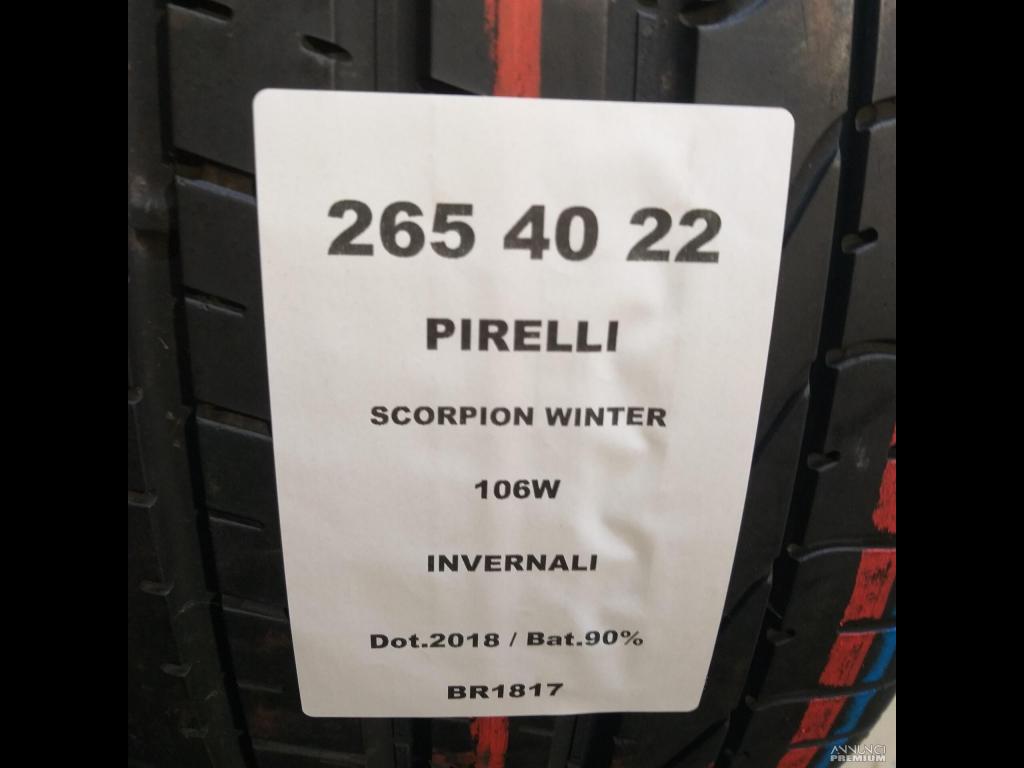 265 40 22
PIRELLI
SCORPION WINTER
106W
INVERNALI
Dot.2018 / Bat.90%
BR1817
ANNUNCI
PREMIUM